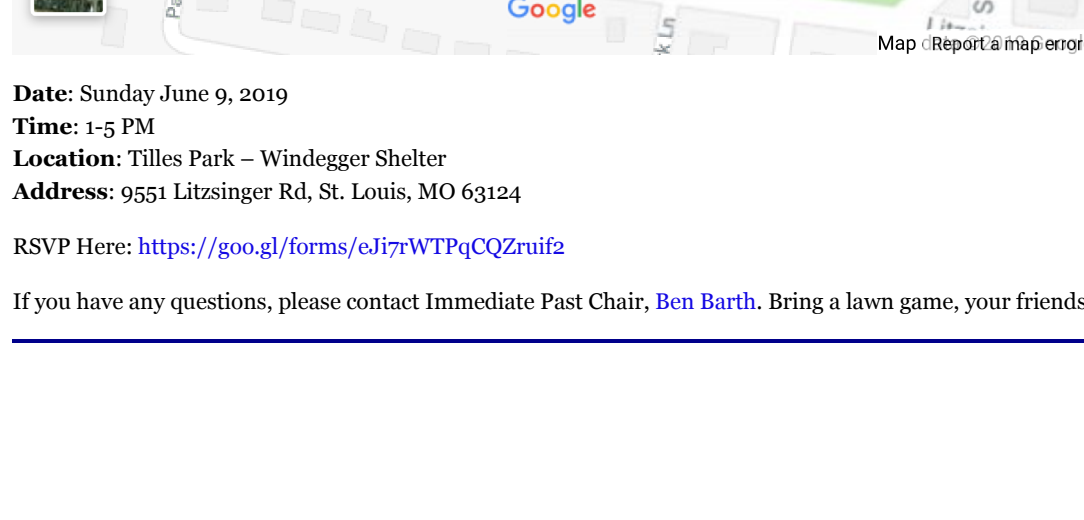 Google
Map
Report a map error
Date: Sunday June 9, 2019
Time: 1-5 PM
Location: Tilles Park – Windegger Shelter
Address: 9551 Litzsinger Rd, St. Louis, MO 63124
RSVP Here: https://goo.gl/forms/eJi7rWTPqCQZruif2
If you have any questions, please contact Immediate Past Chair, Ben Barth. Bring a lawn game, your friends